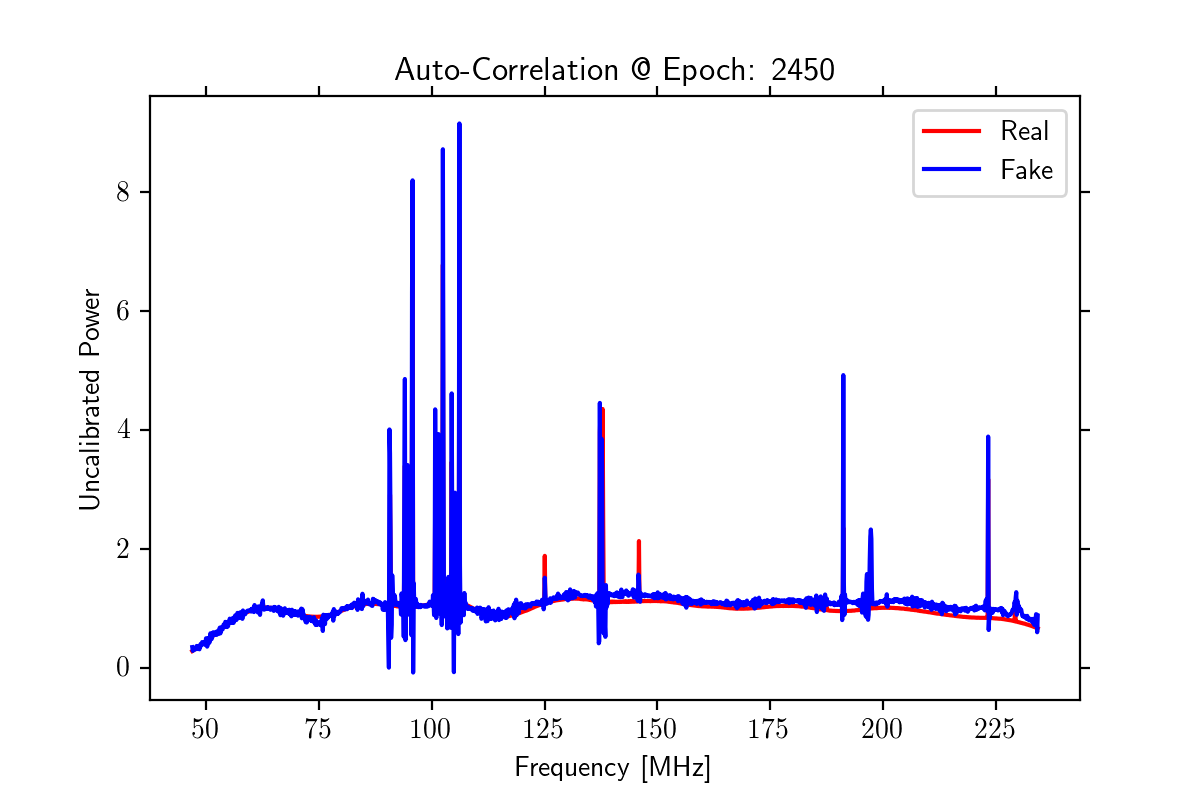 Auto-Correlation @ Epoch: 2450
Real
Fake
8
6
4
2
0
Uncalibrated Power
50 75 100 125 150 175 200 225
Frequency [MHz]